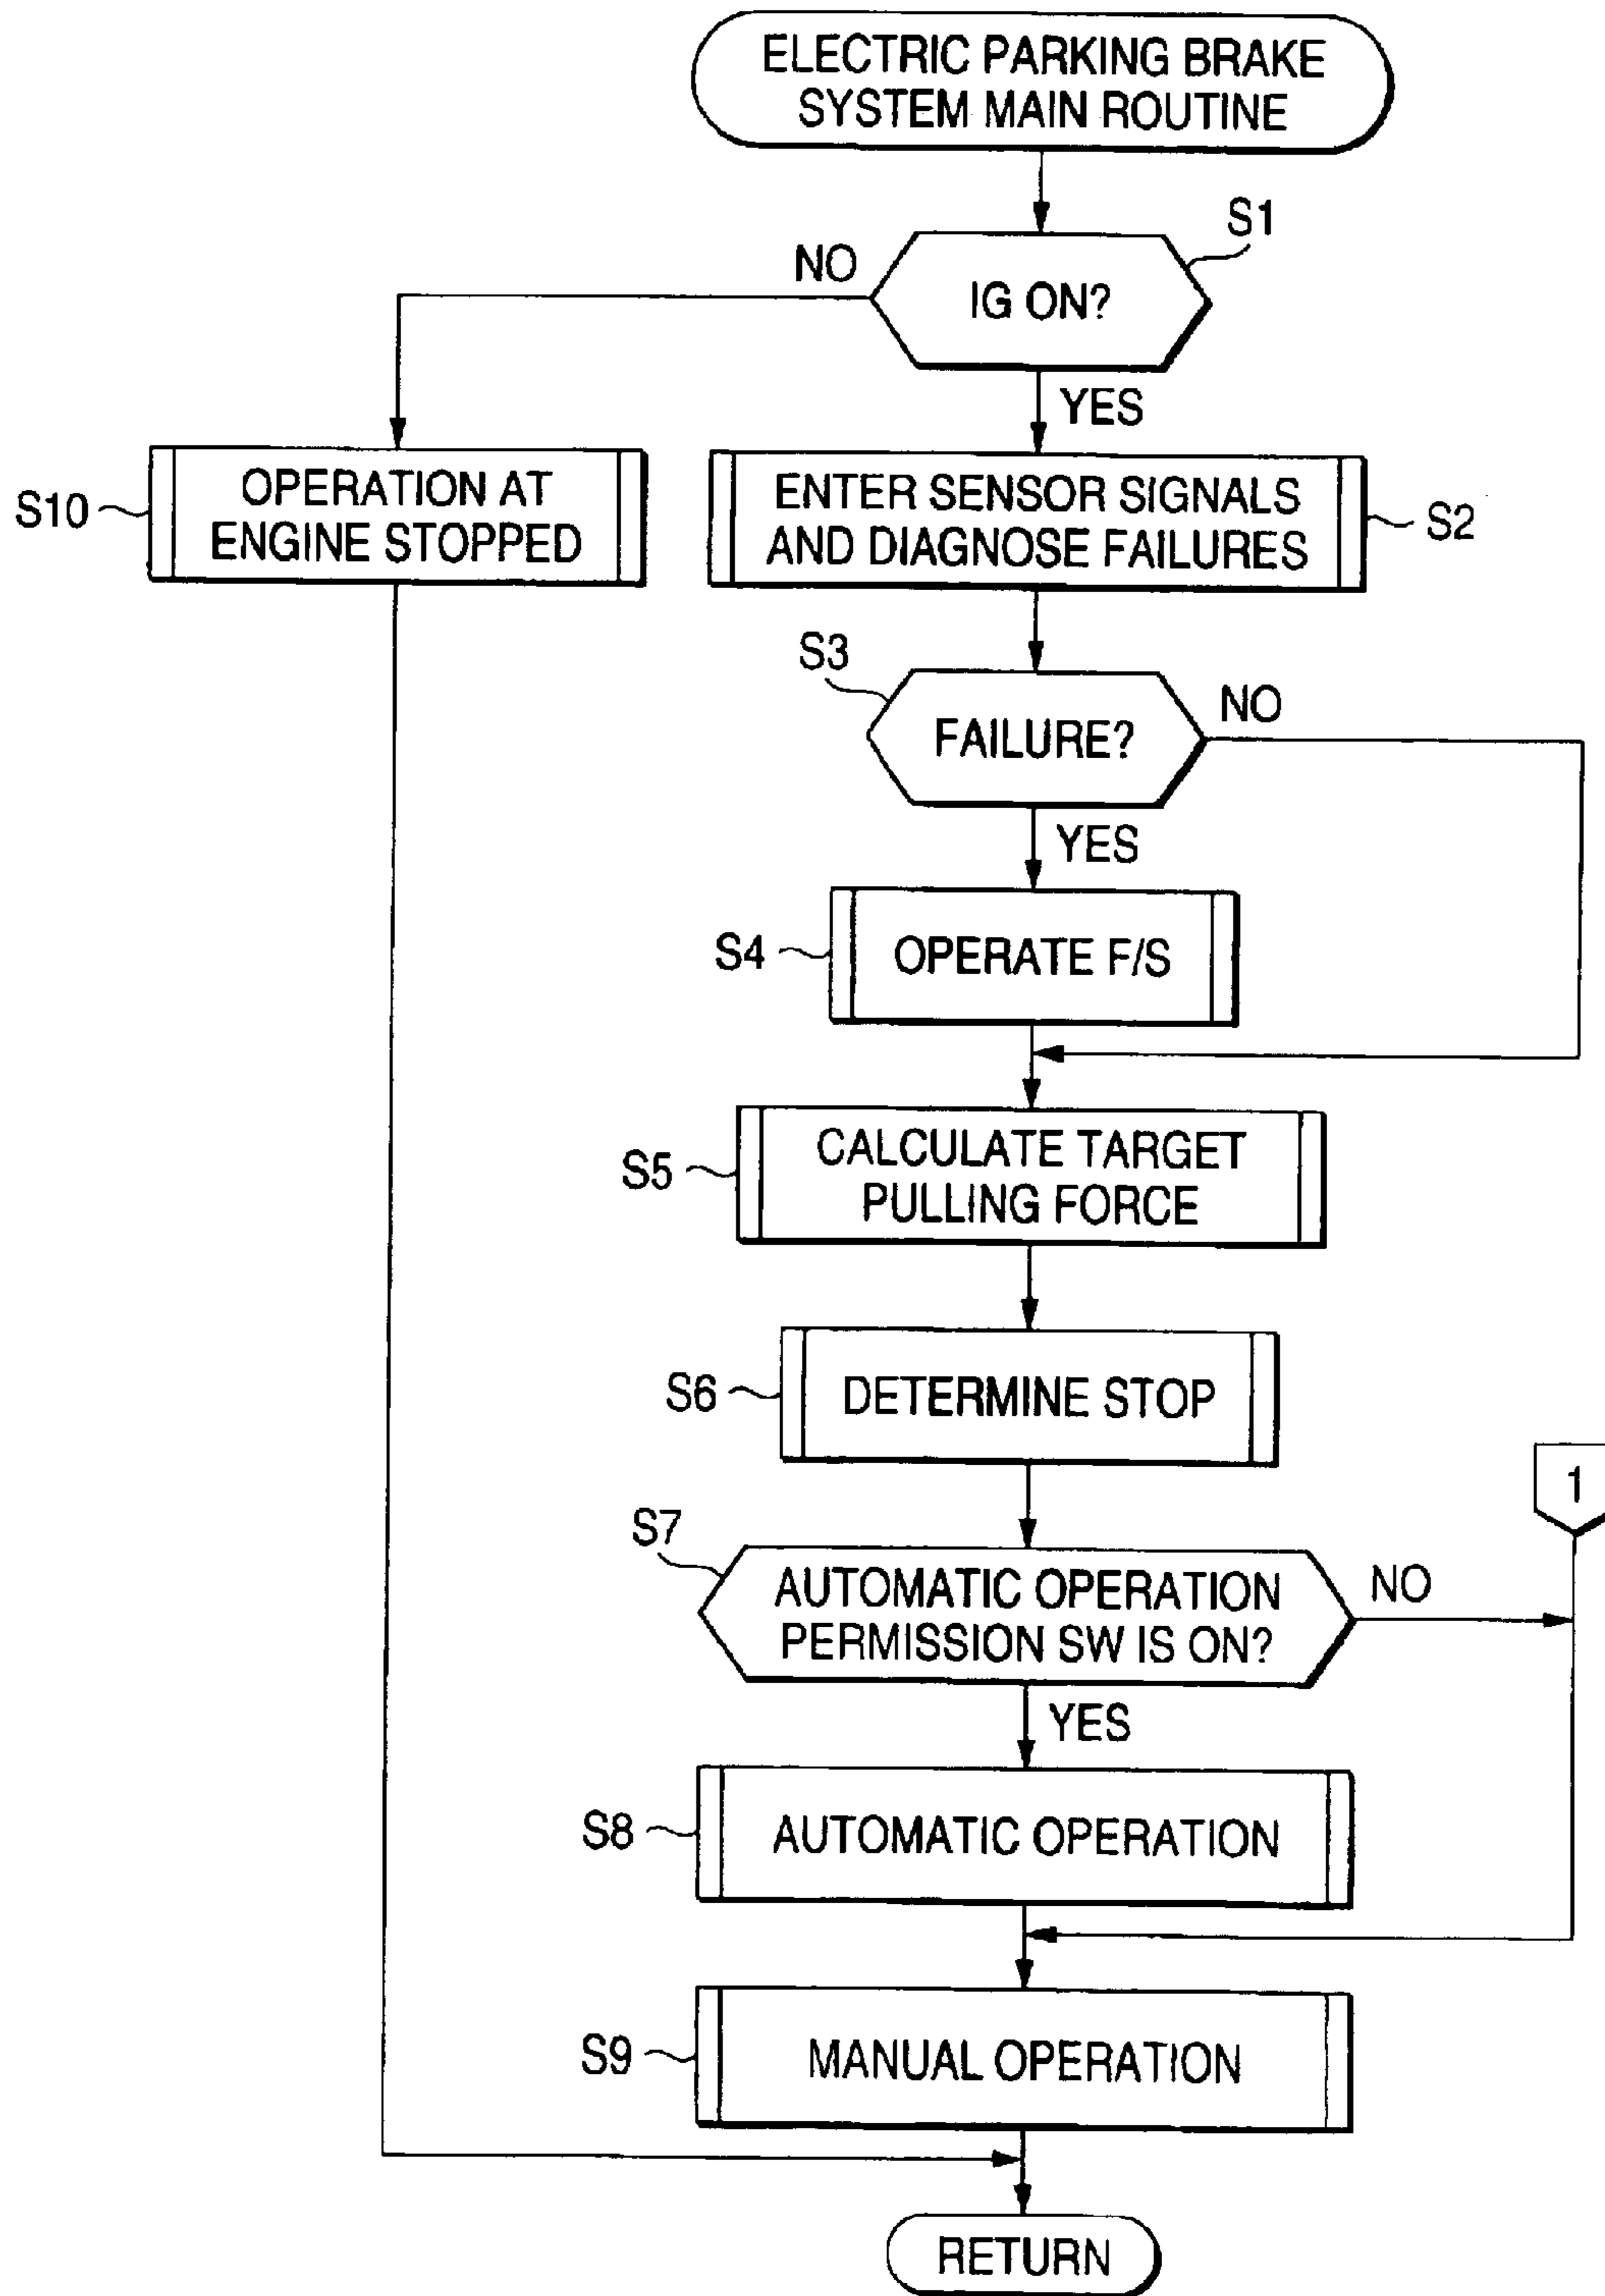 ELECTRIC PARKING BRAKE
SYSTEM MAIN ROUTINE
S1
NO
IG ON?
YES
S10
OPERATION AT
ENGINE STOPPED
ENTER SENSOR SIGNALS
AND DIAGNOSE FAILURES
S2
S3
NO
FAILURE?
YES
S4
OPERATE F/S
S5
CALCULATE TARGET
PULLING FORCE
S6
DETERMINE STOP
1
S7
AUTOMATIC OPERATION
PERMISSION SW IS ON?
NO
YES
S8
AUTOMATIC OPERATION
S9
MANUAL OPERATION
RETURN